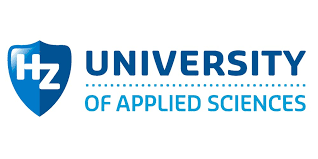 HZ
UNIVERSITY
OF APPLIED SCIENCES